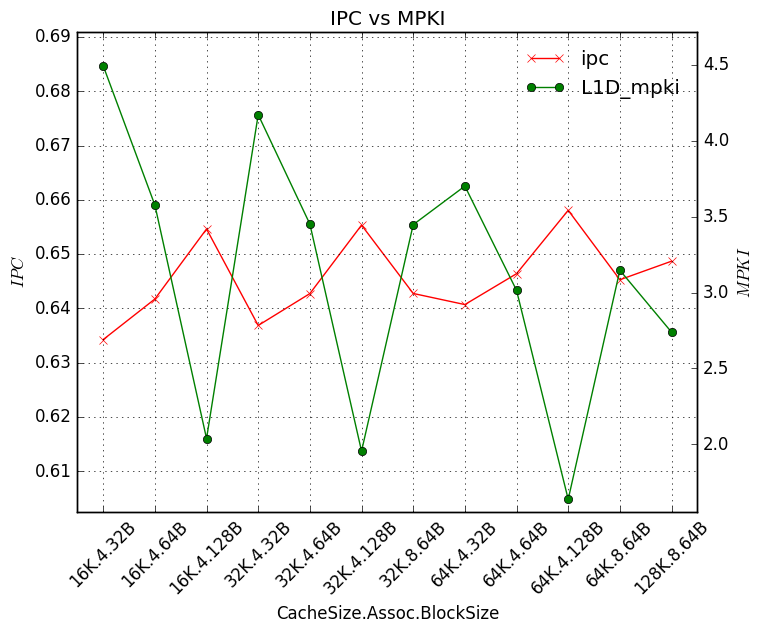 IPC vs MPKI
0.69
0.68
0.67
0.66
0.65
0.64
0.63
0.62
0.61
IPC
ipc
L1D_mpki
4.5
4.0
3.5
3.0
2.5
2.0
MPKI
16K.4.32B
16K.4.64B
16K.4.128B
32K.4.32B
32K.4.64B
32K.4.128B
32K.8.64B
64K.4.32B
64K.4.64B
64K.4.128B
64K.8.64B
128K.8.64B
CacheSize.Assoc.BlockSize